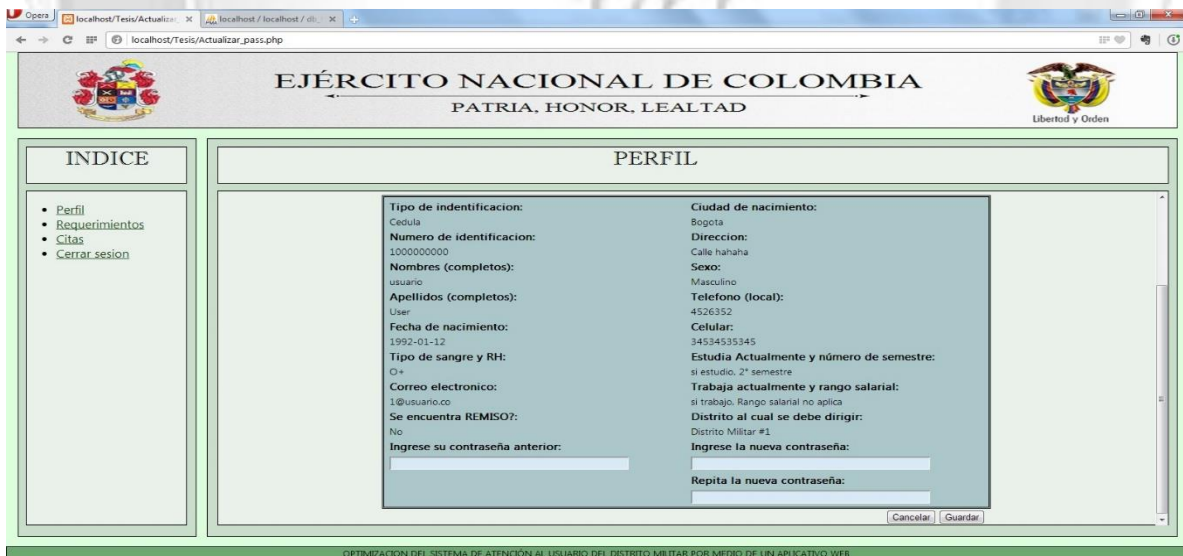 Opera
localhost/Tesis/Actualizar_
localhost / localhost / db_
localhost/Tesis/Actualizar_pass.php
EJÉRCITO NACIONAL DE COLOMBIA
PATRIA, HONOR, LEALTAD
Libertad y Orden
INDICE
Perfil
Requerimientos
Citas
Cerrar sesion
PERFIL
Tipo de indentificacion:
Cedula
Numero de identificacion:
1000000000
Nombres (completos):
usuario
Apellidos (completos):
User
Fecha de nacimiento:
1992-01-12
Tipo de sangre y RH:
O+
Correo electronico:
1@usuario.co
Se encuentra REMISO?:
No
Ingrese su contraseña anterior:
Ciudad de nacimiento:
Bogota
Direccion:
Calle hahaha
Sexo:
Masculino
Telefono (local):
4526352
Celular:
34534535345
Estudia Actualmente y número de semestre:
si estudio. 2° semestre
Trabaja actualmente y rango salarial:
si trabajo. Rango salarial no aplica
Distrito al cual se debe dirigir:
Distrito Militar #1
Ingrese la nueva contraseña:
Repita la nueva contraseña:
Cancelar Guardar
OPTIMIZACION DEL SISTEMA DE ATENCIÓN AL USUARIO DEL DISTRITO MILITAR POR MEDIO DE UN APLICATIVO WEB